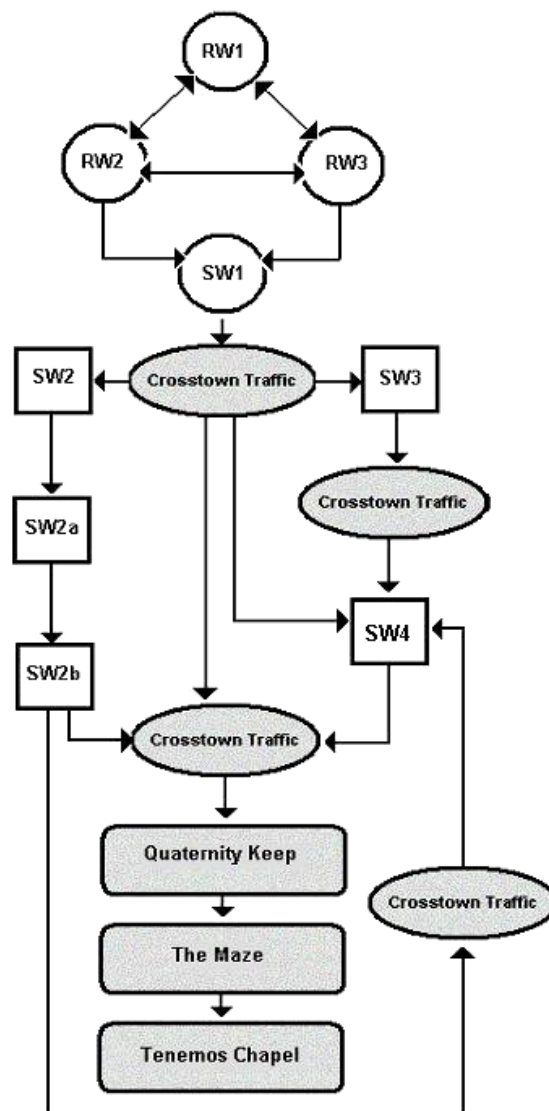 RW1
RW2
RW3
SW1
SW2
Crosstown Traffic
SW3
Crosstown Traffic
SW2a
SW4
SW2b
Crosstown Traffic
Quaternity Keep
Crosstown Traffic
The Maze
Tenemos Chapel